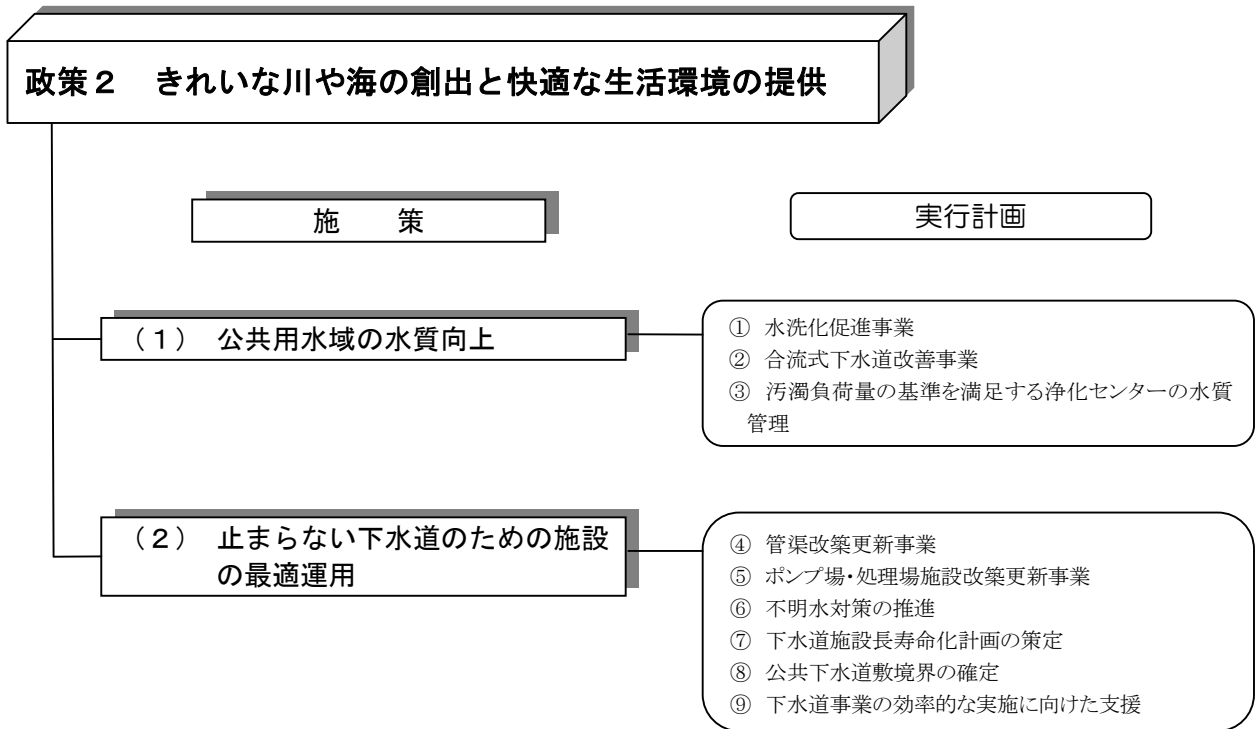 政策２　きれいな川や海の創出と快適な生活環境の提供
施　　策
実行計画
（１）　公共用水域の水質向上
① 水洗化促進事業
② 合流式下水道改善事業
③ 汚濁負荷量の基準を満足する浄化センターの水質
管理
（２）　止まらない下水道のための施設
の最適運用
④ 管渠改築更新事業
⑤ ポンプ場・処理場施設改築更新事業
⑥ 不明水対策の推進
⑦ 下水道施設長寿命化計画の策定
⑧ 公共下水道敷境界の確定
⑨ 下水道事業の効率的な実施に向けた支援